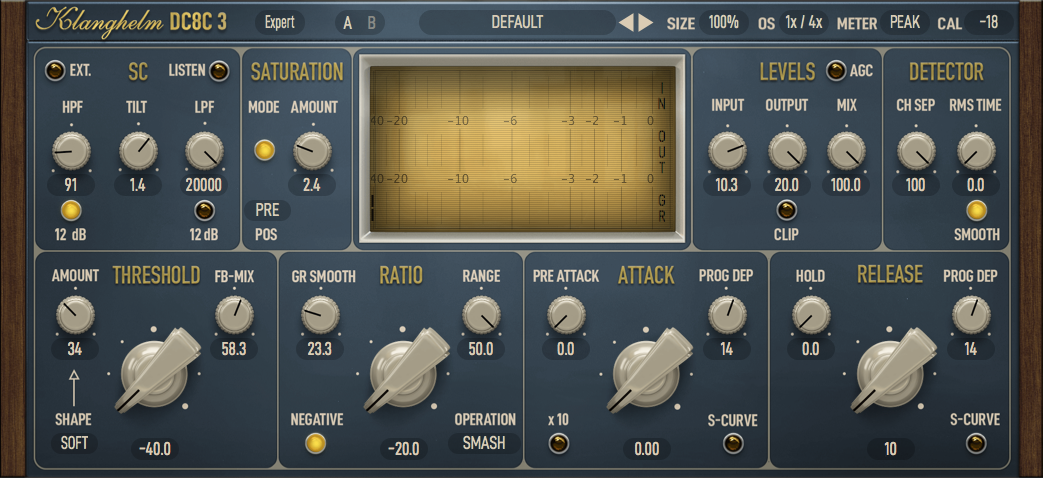 Klanghelm DC8C 3 Expert A B DEFAULT SIZE 100% OS 1x / 4x METER PEAK CAL -18
EXT. SC LISTEN
HPF TILT LPF
91 1.4 20000
12 dB 12 dB
SATURATION
MODE AMOUNT
2.4
PRE
POS
IN
40 -20 -10 -6 -3 -2 -1 0
OUT
40 -20 -10 -6 -3 -2 -1 0
GR
LEVELS AGC
INPUT OUTPUT MIX
10.3 20.0 100.0
CLIP
DETECTOR
CH SEP RMS TIME
100 0.0
SMOOTH
AMOUNT THRESHOLD FB-MIX
34 58.3
SHAPE
SOFT
-40.0
GR SMOOTH RATIO RANGE
23.3 50.0
NEGATIVE OPERATION
SMASH
-20.0
PRE ATTACK ATTACK PROG DEP
0.0 14
x 10 S-CURVE
0.00
HOLD RELEASE PROG DEP
0.0 14
S-CURVE
10